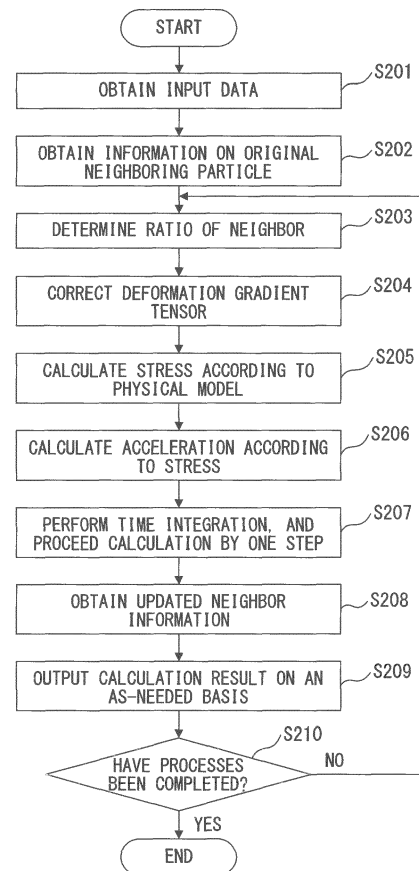 START
OBTAIN INPUT DATA
S201
OBTAIN INFORMATION ON ORIGINAL
NEIGHBORING PARTICLE
S202
DETERMINE RATIO OF NEIGHBOR
S203
CORRECT DEFORMATION GRADIENT
TENSOR
S204
CALCULATE STRESS ACCORDING TO
PHYSICAL MODEL
S205
CALCULATE ACCELERATION ACCORDING
TO STRESS
S206
PERFORM TIME INTEGRATION, AND
PROCEED CALCULATION BY ONE STEP
S207
OBTAIN UPDATED NEIGHBOR
INFORMATION
S208
OUTPUT CALCULATION RESULT ON AN
AS-NEEDED BASIS
S209
HAVE PROCESSES
BEEN COMPLETED?
S210
NO
YES
END